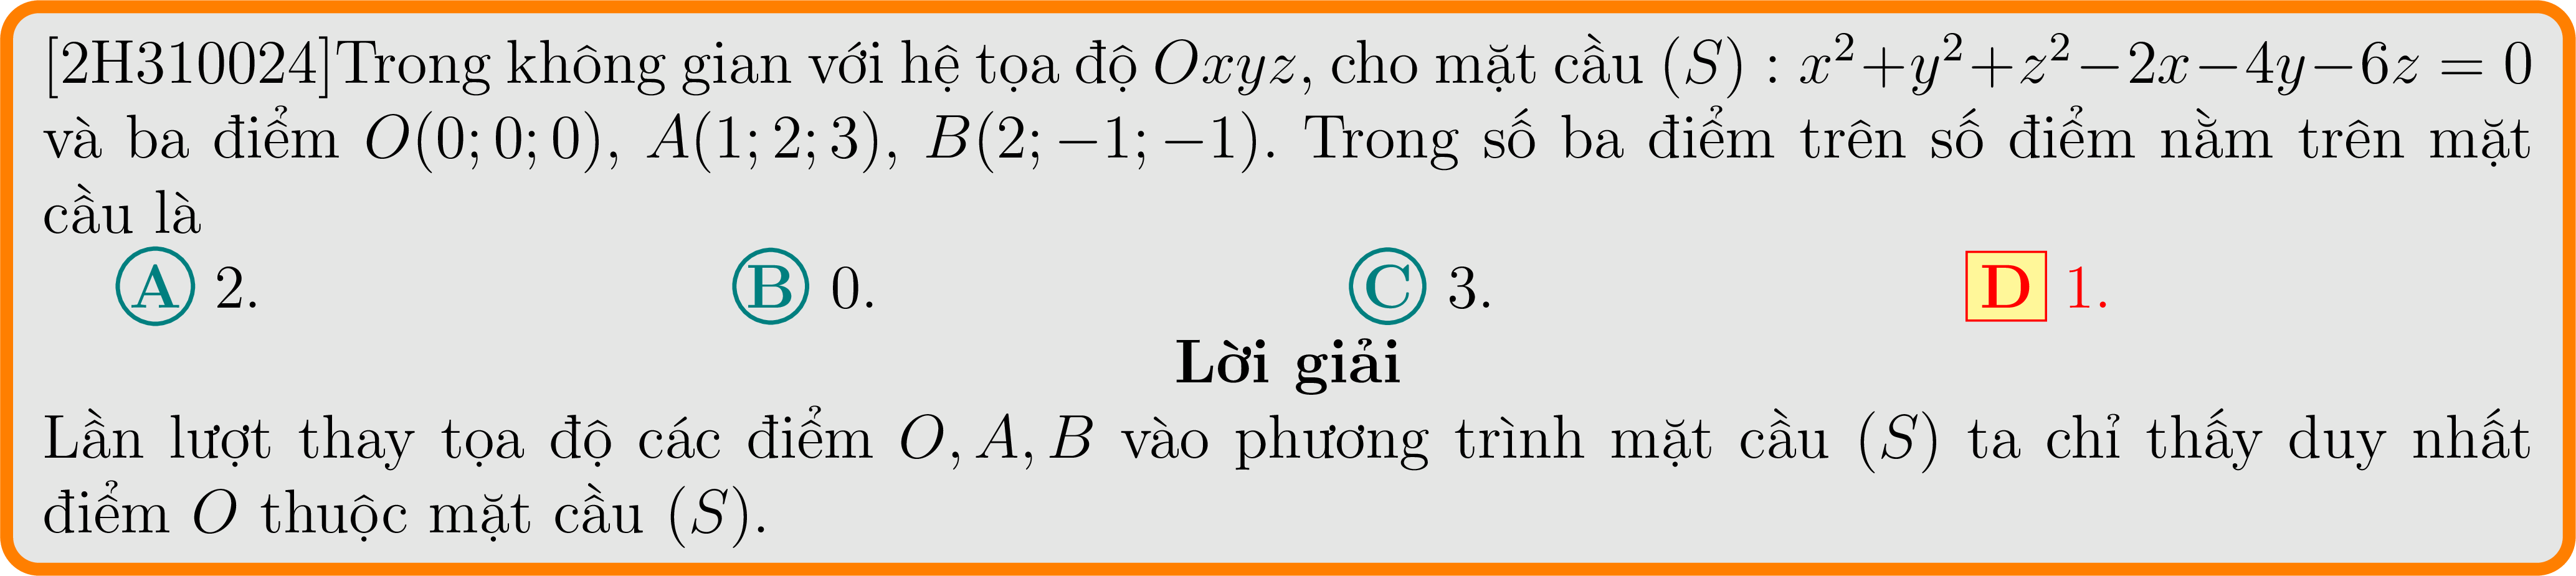 [2H310024]Trong không gian với hệ tọa độ Oxyz, cho mặt cầu (S) : x²+y²+z²−2x−4y−6z = 0
và ba điểm O(0; 0; 0), A(1; 2; 3), B(2; −1; −1). Trong số ba điểm trên số điểm nằm trên mặt
cầu là
A 2. B 0. C 3. D 1.
Lời giải
Lần lượt thay tọa độ các điểm O, A, B vào phương trình mặt cầu (S) ta chỉ thấy duy nhất
điểm O thuộc mặt cầu (S).